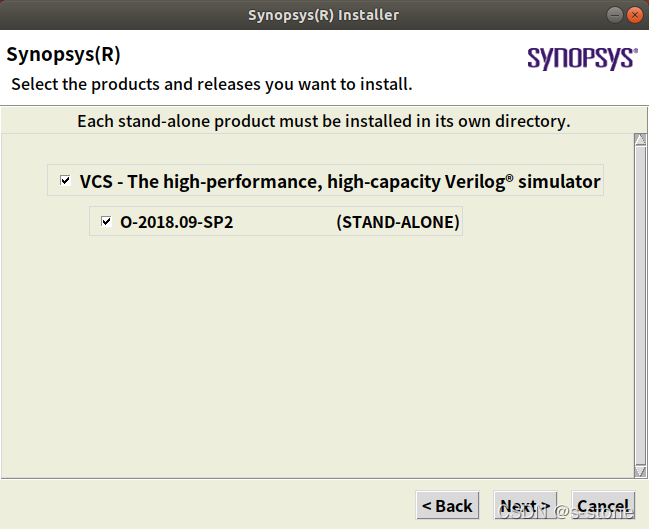 Synopsys(R) Installer
Synopsys(R)
SYNOPSYS®
Select the products and releases you want to install.
Each stand-alone product must be installed in its own directory.
VCS - The high-performance, high-capacity Verilog® simulator
O-2018.09-SP2 (STAND-ALONE)
< Back Next > Cancel
CSDN @s-stone